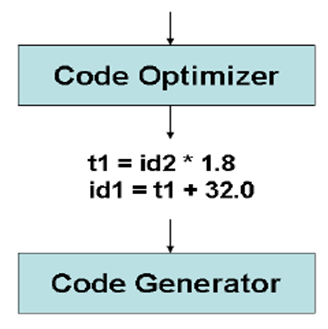 Code Optimizer
t1 = id2 * 1.8
id1 = t1 + 32.0
Code Generator